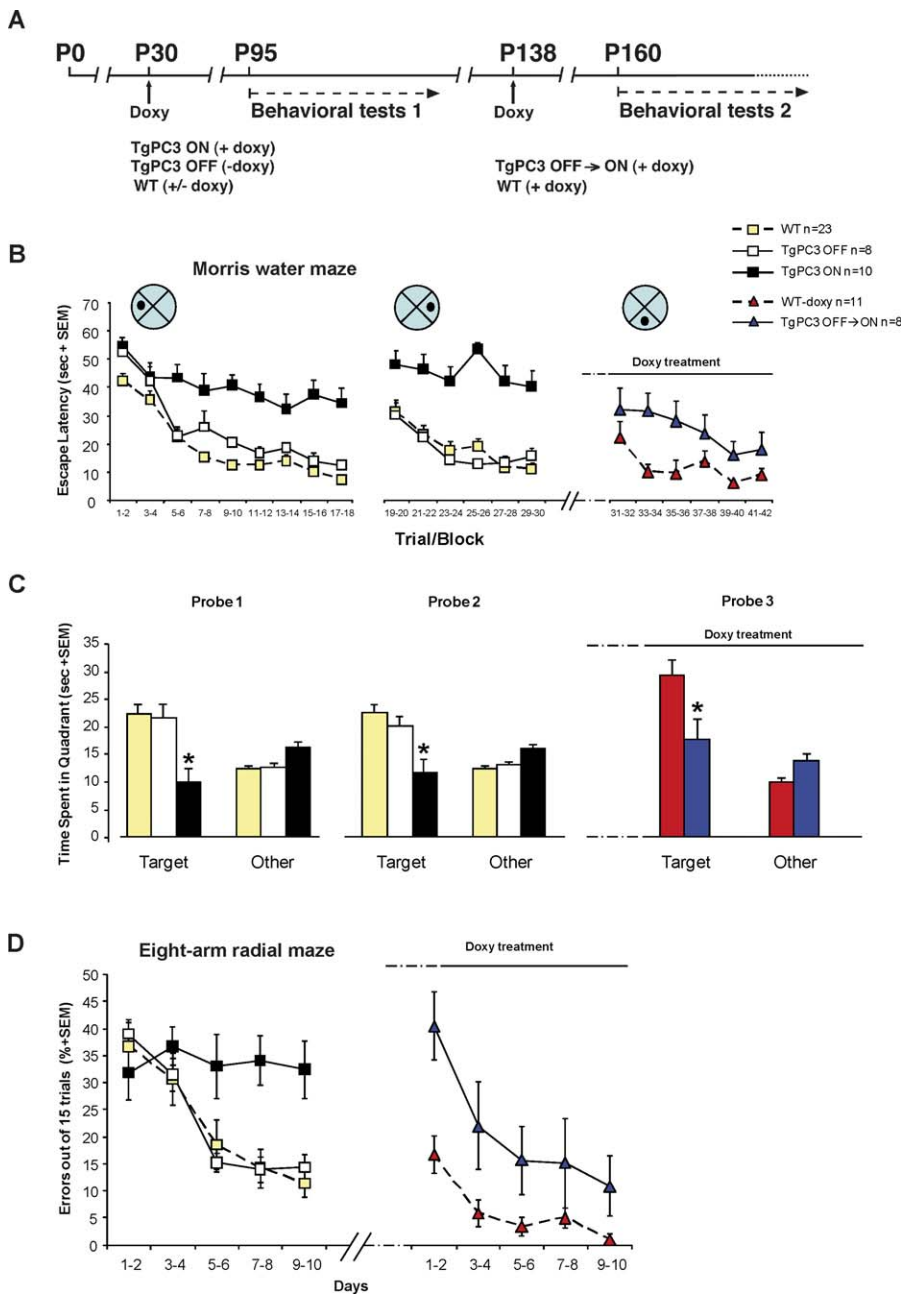 A
P0 P30 P95 P138 P160
Doxy Behavioral tests 1 Doxy Behavioral tests 2
TgPC3 ON (+ doxy)
TgPC3 OFF (-doxy)
WT (+/- doxy)
TgPC3 OFF → ON (+ doxy)
WT (+ doxy)
B
Morris water maze
WT n=23
TgPC3 OFF n=8
TgPC3 ON n=10
WT-doxy n=11
TgPC3 OFF→ON n=8
Escape Latency (sec + SEM)
70
60
50
40
30
20
10
0
Doxy treatment
1-2 3-4 5-6 7-8 9-10 11-12 13-14 15-16 17-18 19-20 21-22 23-24 25-26 27-28 29-30 31-32 33-34 35-36 37-38 39-40 41-42
Trial/Block
C
Probe 1 Probe 2 Probe 3
Time Spent in Quadrant (sec +SEM)
35
30
25
20
15
10
5
0
Doxy treatment
* * *
Target Other Target Other Target Other
D
Eight-arm radial maze
Doxy treatment
Errors out of 15 trials (%+SEM)
50
45
40
35
30
25
20
15
10
5
0
1-2 3-4 5-6 7-8 9-10 1-2 3-4 5-6 7-8 9-10
Days